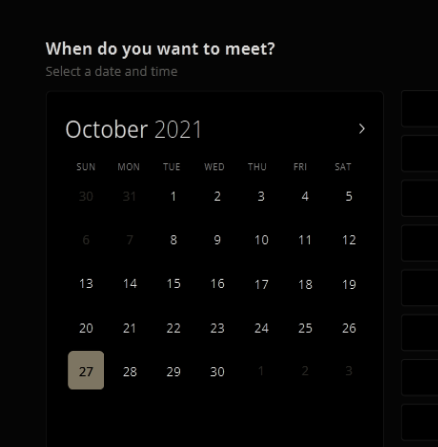 When do you want to meet?
Select a date and time
October 2021
SUN MON TUE WED THU FRI SAT
30 31 1 2 3 4 5
6 7 8 9 10 11 12
13 14 15 16 17 18 19
20 21 22 23 24 25 26
27 28 29 30 1 2 3